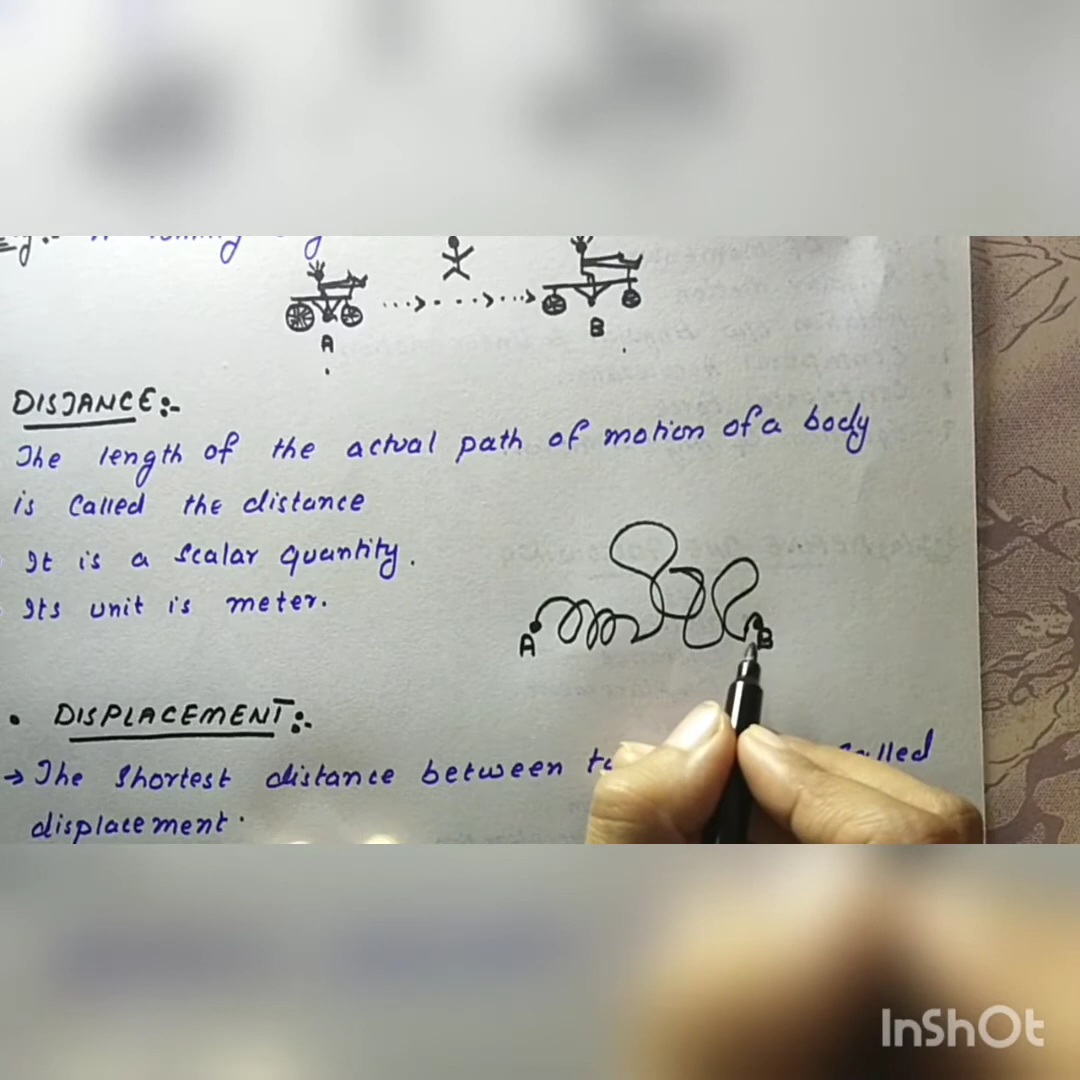 A
B
DISTANCE:-
The length of the actual path of motion of a body
is called the distance
It is a scalar quantity.
Its unit is meter.
A
B
• DISPLACEMENT:-
→ The shortest distance between called
displacement.
InShOt